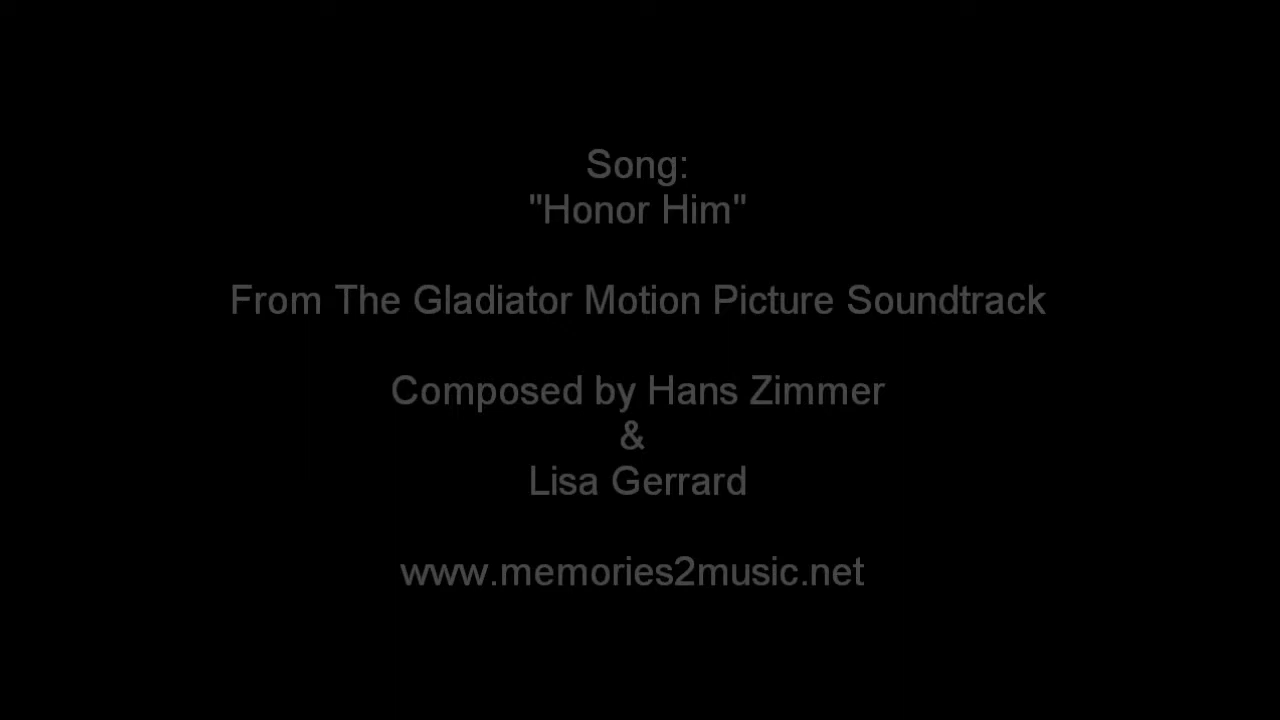 Song:
"Honor Him"
From The Gladiator Motion Picture Soundtrack
Composed by Hans Zimmer
&
Lisa Gerrard
www.memories2music.net